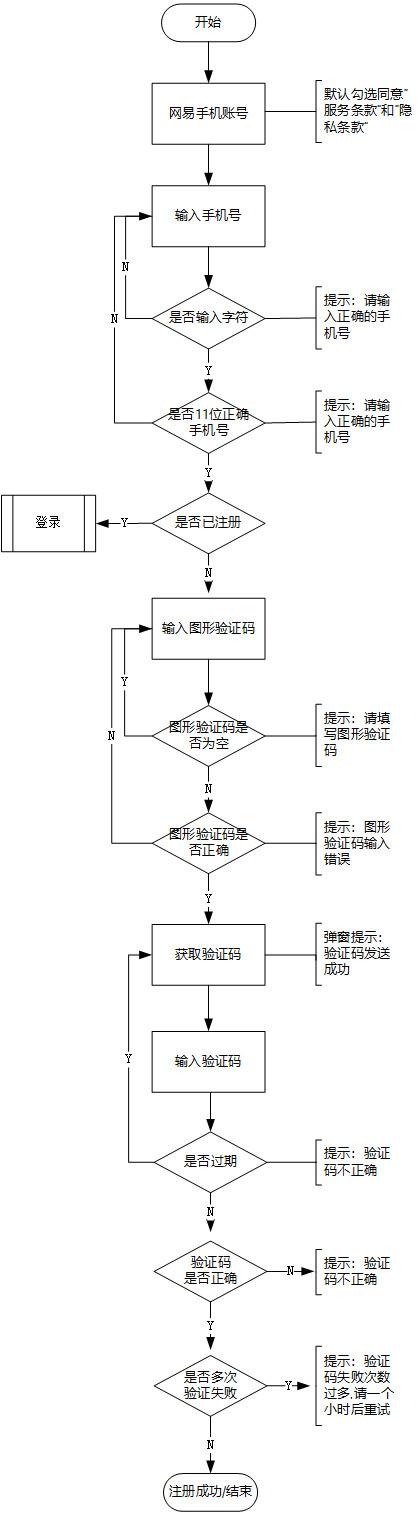 开始
网易手机账号
默认勾选同意“
服务条款”和“隐
私条款”
输入手机号
N
N
是否输入字符
提示：请输
入正确的手
机号
Y
是否11位正确
手机号
提示：请输
入正确的手
机号
Y
登录
Y
是否已注册
N
输入图形验证码
Y
N
图形验证码是
否为空
提示：请填
写图形验证
码
N
图形验证码是
否正确
提示：图形
验证码输入
错误
Y
获取验证码
弹窗提示：
验证码发送
成功
Y
输入验证码
是否过期
提示：验证
码不正确
N
验证码
是否正确
N
提示：验证
码不正确
Y
是否多次
验证失败
Y
提示：验证
码失败次数
过多,请一个
小时后重试
N
注册成功/结束